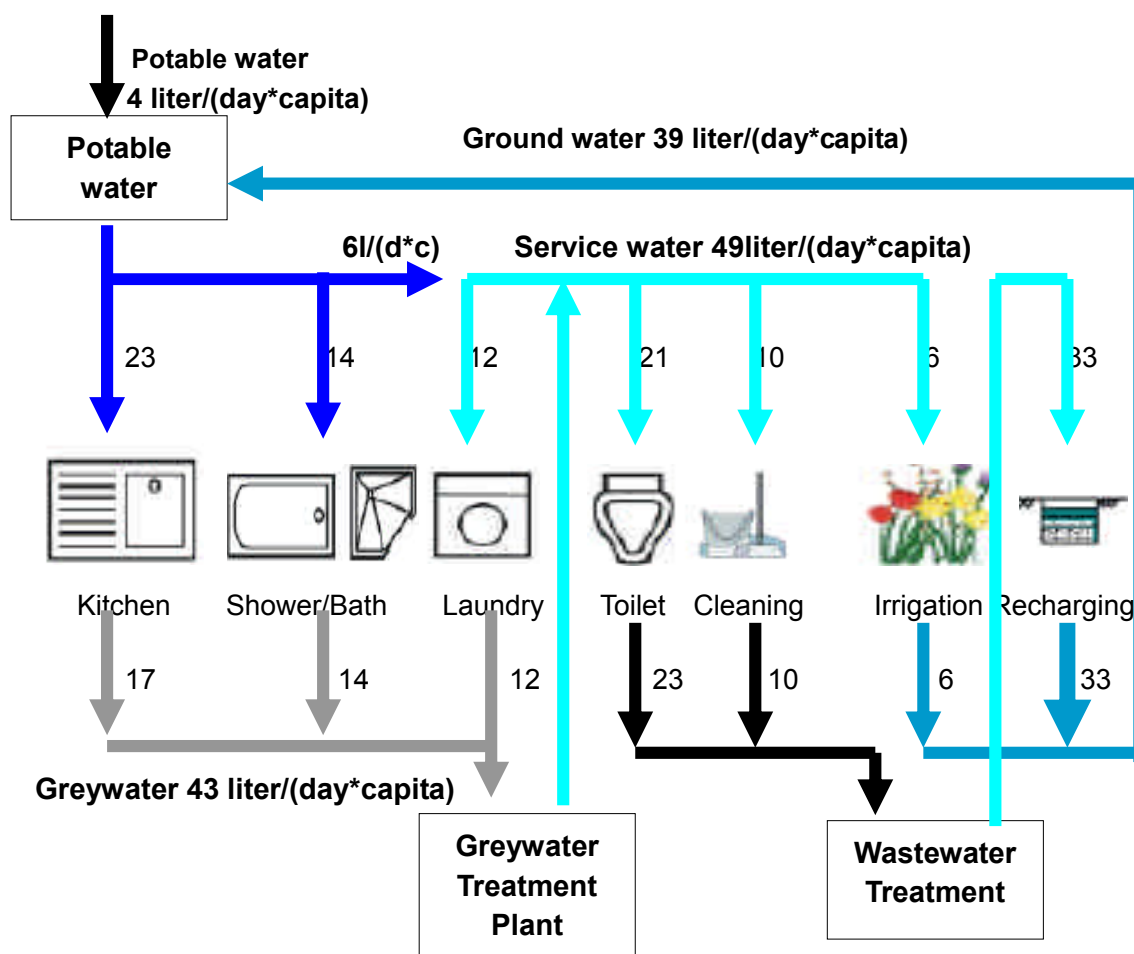 Potable water
4 liter/(day*capita)
Potable
water
Ground water 39 liter/(day*capita)
6l/(d*c)
Service water 49liter/(day*capita)
23
14
12
21
10
6
33
Kitchen
Shower/Bath
Laundry
Toilet
Cleaning
Irrigation
Recharging
17
14
12
23
10
6
33
Greywater 43 liter/(day*capita)
Greywater
Treatment
Plant
Wastewater
Treatment